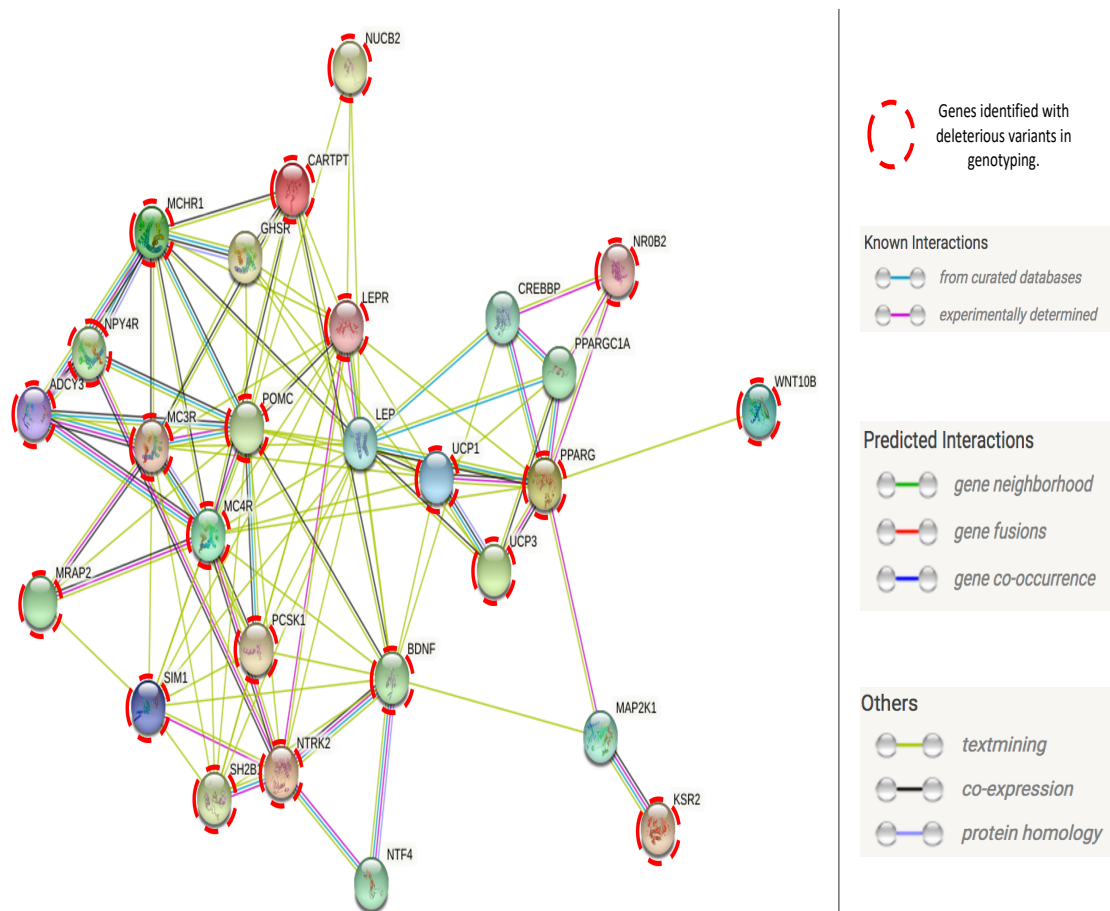 NUCB2
CARTPT
MCHR1
GHSR
NR0B2
CREBBP
LEPR
NPY4R
PPARGC1A
ADCY3
WNT10B
POMC
MC3R
LEP
UCP1
PPARG
MC4R
UCP3
MRAP2
PCSK1
BDNF
SIM1
MAP2K1
NTRK2
SH2B1
KSR2
NTF4
Genes identified with
deleterious variants in
genotyping.
Known Interactions
from curated databases
experimentally determined
Predicted Interactions
gene neighborhood
gene fusions
gene co-occurrence
Others
textmining
co-expression
protein homology